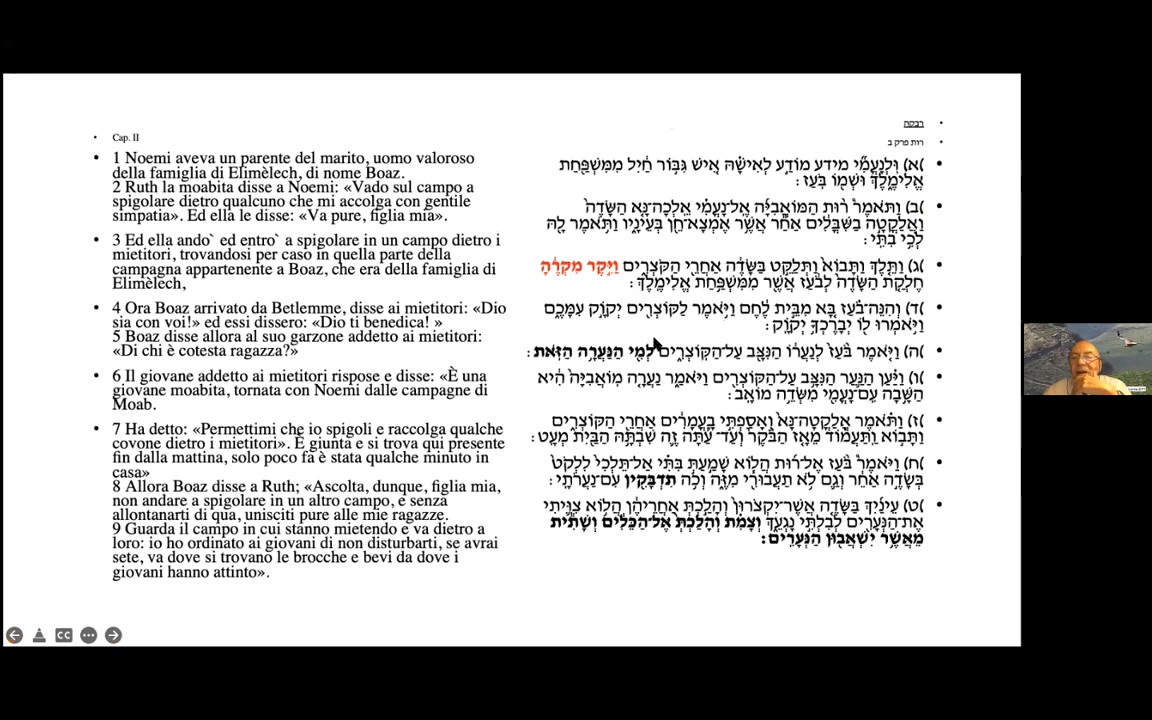 Cap. II
1 Noemi aveva un parente del marito, uomo valoroso
della famiglia di Elimèlech, di nome Boaz.
2 Ruth la moabita disse a Noemi: «Vado sul campo a
spigolare dietro qualcuno che mi accolga con gentile
simpatia». Ed ella le disse: «Va pure, figlia mia».
3 Ed ella ando` ed entro` a spigolare in un campo dietro i
mietitori, trovandosi per caso in quella parte della
campagna appartenente a Boaz, che era della famiglia di
Elimèlech,
4 Ora Boaz arrivato da Betlemme, disse ai mietitori: «Dio
sia con voi!» ed essi dissero: «Dio ti benedica! »
5 Boaz disse allora al suo garzone addetto ai mietitori:
«Di chi è cotesta ragazza?»
6 Il giovane addetto ai mietitori rispose e disse: «È una
giovane moabita, tornata con Noemi dalle campagne di
Moab.
7 Ha detto: «Permettimi che io spigoli e raccolga qualche
covone dietro i mietitori». È giunta e si trova qui presente
fin dalla mattina, solo poco fa è stata qualche minuto in
casa»
8 Allora Boaz disse a Ruth; «Ascolta, dunque, figlia mia,
non andare a spigolare in un altro campo, e senza
allontanarti di qua, unisciti pure alle mie ragazze.
9 Guarda il campo in cui stanno mietendo e va dietro a
loro: io ho ordinato ai giovani di non disturbarti, se avrai
sete, va dove si trovano le brocche e bevi da dove i
giovani hanno attinto».
רבקה
רות פרק ב
(א) וּֽלְנָעֳמִ֞י מידע מוֹדַ֣ע לְאִישָׁ֗הּ אִ֚ישׁ גִּבּ֣וֹר חַ֔יִל מִמִּשְׁפַּ֖חַת
אֱלִימֶ֑לֶךְ וּשְׁמ֖וֹ בֹּֽעַז׃
(ב) וַתֹּאמֶר֩ ר֨וּת הַמּוֹאֲבִיָּ֜ה אֶֽל־נָעֳמִ֗י אֵֽלְכָה־נָּ֤א הַשָּׂדֶה֙
וַאֲלַקֳטָּ֣ה בַשִּׁבֳּלִ֔ים אַחַ֕ר אֲשֶׁ֥ר אֶמְצָא־חֵ֖ן בְּעֵינָ֑יו וַתֹּ֥אמֶר לָ֖הּ
לְכִ֥י בִתִּֽי׃
(ג) וַתֵּ֤לֶךְ וַתָּבוֹא֙ וַתְּלַקֵּ֣ט בַּשָּׂדֶ֔ה אַחֲרֵ֖י הַקֹּצְרִ֑ים וַיִּ֣קֶר מִקְרֶ֔הָ
חֶלְקַ֤ת הַשָּׂדֶה֙ לְבֹ֔עַז אֲשֶׁ֖ר מִמִּשְׁפַּ֥חַת אֱלִימֶֽלֶךְ׃
(ד) וְהִנֵּה־בֹ֗עַז בָּ֚א מִבֵּ֣ית לֶ֔חֶם וַיֹּ֥אמֶר לַקּוֹצְרִ֖ים יְקֹוָ֣ק עִמָּכֶ֑ם
וַיֹּ֥אמְרוּ ל֖וֹ יְבָרֶכְךָ֥ יְקֹוָֽק׃
(ה) וַיֹּ֤אמֶר בֹּ֙עַז֙ לְנַעֲר֔וֹ הַנִּצָּ֖ב עַל־הַקּֽוֹצְרִ֑ים לְמִ֖י הַנַּעֲרָ֥ה הַזֹּֽאת׃
(ו) וַיַּ֗עַן הַנַּ֛עַר הַנִּצָּ֥ב עַל־הַקּוֹצְרִ֖ים וַיֹּאמַ֑ר נַעֲרָ֤ה מֽוֹאֲבִיָּה֙ הִ֔יא
הַשָּׁ֥בָה עִֽם־נָעֳמִ֖י מִשְּׂדֵ֥ה מוֹאָֽב׃
(ז) וַתֹּ֗אמֶר אֲלַקֳטָה־נָּא֙ וְאָסַפְתִּ֣י בָֽעֳמָרִ֔ים אַחֲרֵ֖י הַקּוֹצְרִ֑ים
וַתָּב֣וֹא וַֽתַּעֲמ֗וֹד מֵאָ֤ז הַבֹּ֙קֶר֙ וְעַד־עַ֔תָּה זֶ֛ה שִׁבְתָּ֥הּ הַבַּ֖יִת מְעָֽט׃
(ח) וַיֹּאמֶר֩ בֹּ֨עַז אֶל־ר֜וּת הֲל֧וֹא שָׁמַ֣עַתְּ בִּתִּ֗י אַל־תֵּלְכִי֙ לִלְקֹט֙
בְּשָׂדֶ֣ה אַחֵ֔ר וְגַ֛ם לֹ֥א תַעֲבוּרִ֖י מִזֶּ֑ה וְכֹ֥ה תִדְבָּקִ֖ין עִם־נַעֲרֹתָֽי׃
(ט) עֵינַ֜יִךְ בַּשָּׂדֶ֤ה אֲשֶׁר־יִקְצֹרוּן֙ וְהָלַ֣כְתְּ אַחֲרֵיהֶ֔ן הֲל֥וֹא צִוִּ֛יתִי
אֶת־הַנְּעָרִ֖ים לְבִלְתִּ֣י נָגְעֵ֑ךְ וְצָמִ֗ת וְהָלַכְתְּ֙ אֶל־הַכֵּלִ֔ים וְשָׁתִ֕ית
מֵאֲשֶׁ֥ר יִשְׁאֲב֖וּן הַנְּעָרִֽים׃
CC